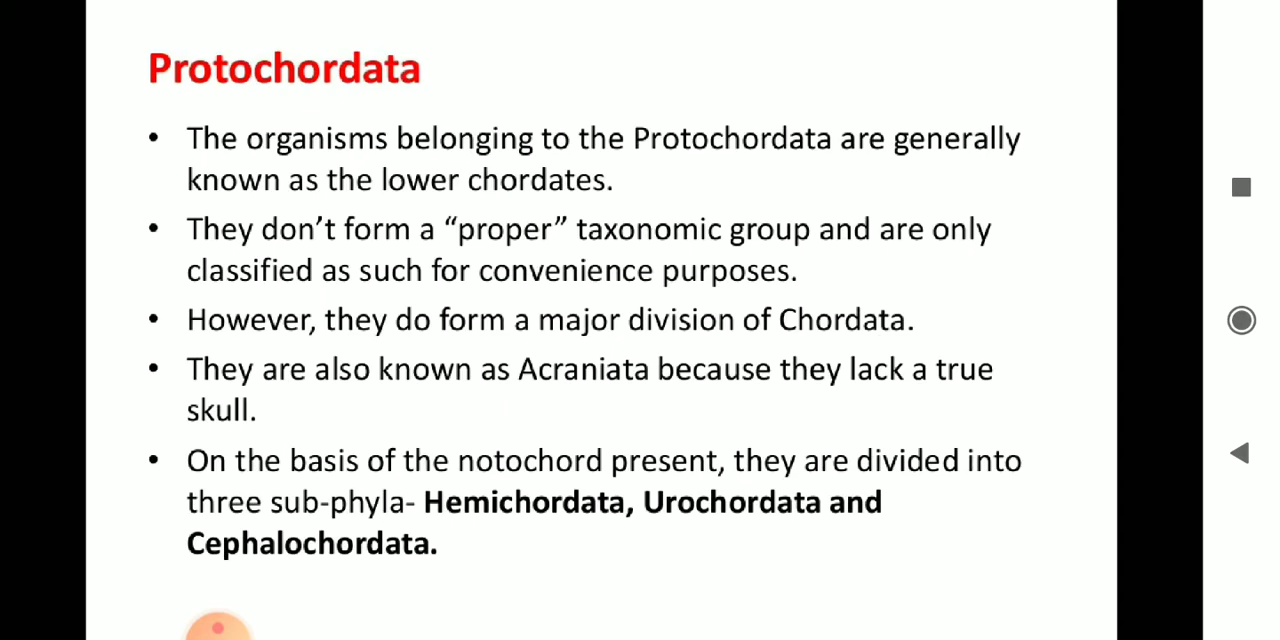 Protochordata
• The organisms belonging to the Protochordata are generally
known as the lower chordates.
• They don’t form a “proper” taxonomic group and are only
classified as such for convenience purposes.
• However, they do form a major division of Chordata.
• They are also known as Acraniata because they lack a true
skull.
• On the basis of the notochord present, they are divided into
three sub-phyla- Hemichordata, Urochordata and
Cephalochordata.